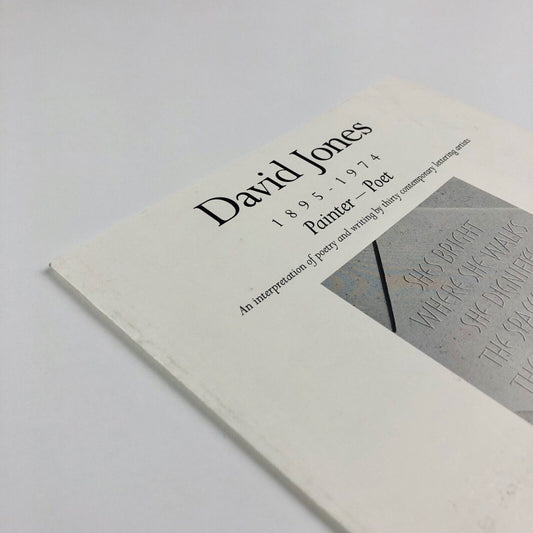 David Jones
1895-1974
Painter – Poet
An interpretation of poetry and writing by thirty contemporary lettering artists
SHE'S BRIGHT
WHERE SHE WALKS
SHE DIGNIFIES
THE